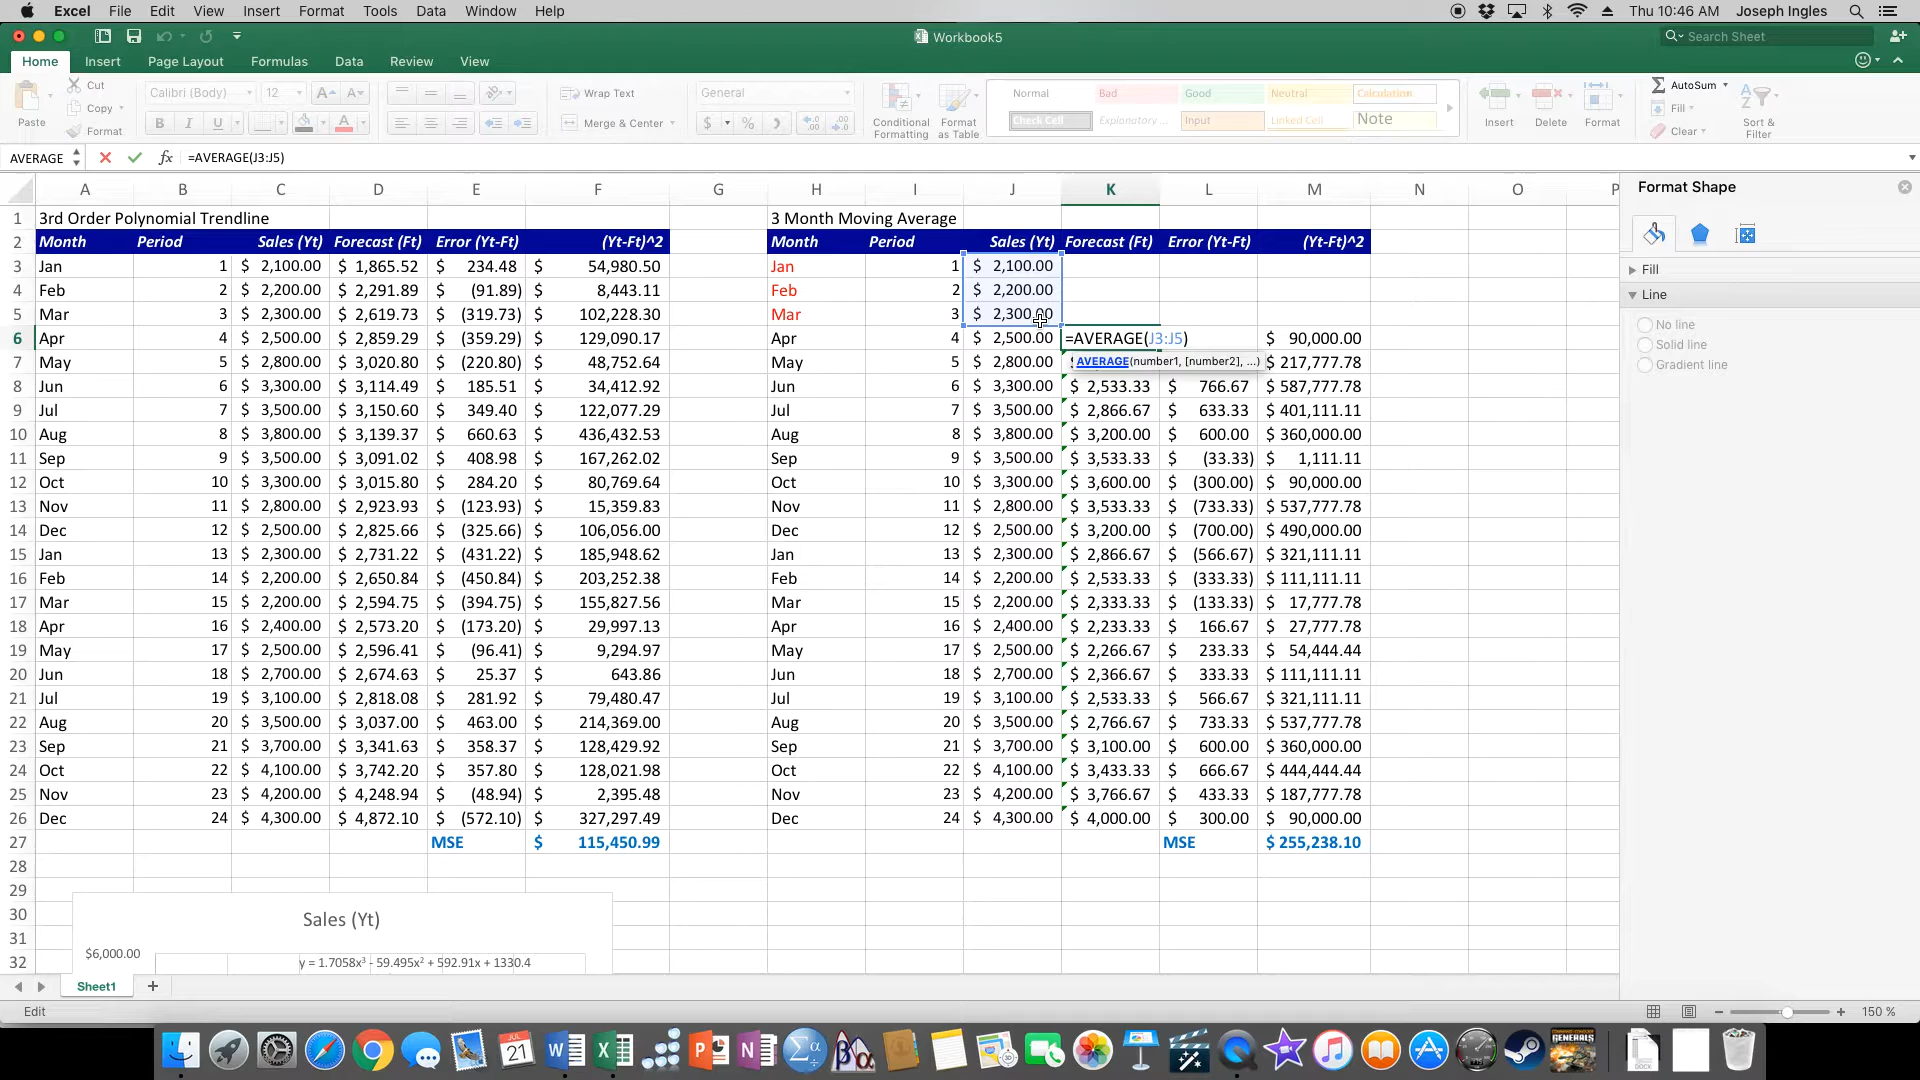 Excel File Edit View Insert Format Tools Data Window Help Thu 10:46 AM Joseph Ingles
Workbook5 Search Sheet
Home Insert Page Layout Formulas Data Review View
Cut Calibri (Body) 12 A A Wrap Text General Normal Bad Good Neutral Calculation AutoSum
Copy Fill
Paste Format B I U A Merge & Center $ % Conditional Formatting Format as Table Check Cell Explanatory ... Input Linked Cell Note Insert Delete Format Clear Sort & Filter
AVERAGE fx =AVERAGE(J3:J5)
A B C D E F G H I J K L M N O P Format Shape
1 3rd Order Polynomial Trendline 3 Month Moving Average
2 Month Period Sales (Yt) Forecast (Ft) Error (Yt-Ft) (Yt-Ft)^2 Month Period Sales (Yt) Forecast (Ft) Error (Yt-Ft) (Yt-Ft)^2
3 Jan 1 $ 2,100.00 $ 1,865.52 $ 234.48 $ 54,980.50 Jan 1 $ 2,100.00
4 Feb 2 $ 2,200.00 $ 2,291.89 $ (91.89) $ 8,443.11 Feb 2 $ 2,200.00
5 Mar 3 $ 2,300.00 $ 2,619.73 $ (319.73) $ 102,228.30 Mar 3 $ 2,300.00
6 Apr 4 $ 2,500.00 $ 2,859.29 $ (359.29) $ 129,090.17 Apr 4 $ 2,500.00 =AVERAGE(J3:J5) $ 90,000.00
7 May 5 $ 2,800.00 $ 3,020.80 $ (220.80) $ 48,752.64 May 5 $ 2,800.00 AVERAGE(number1, [number2], ...) $ 217,777.78
8 Jun 6 $ 3,300.00 $ 3,114.49 $ 185.51 $ 34,412.92 Jun 6 $ 3,300.00 $ 2,533.33 $ 766.67 $ 587,777.78
9 Jul 7 $ 3,500.00 $ 3,150.60 $ 349.40 $ 122,077.29 Jul 7 $ 3,500.00 $ 2,866.67 $ 633.33 $ 401,111.11
10 Aug 8 $ 3,800.00 $ 3,139.37 $ 660.63 $ 436,432.53 Aug 8 $ 3,800.00 $ 3,200.00 $ 600.00 $ 360,000.00
11 Sep 9 $ 3,500.00 $ 3,091.02 $ 408.98 $ 167,262.02 Sep 9 $ 3,500.00 $ 3,533.33 $ (33.33) $ 1,111.11
12 Oct 10 $ 3,300.00 $ 3,015.80 $ 284.20 $ 80,769.64 Oct 10 $ 3,300.00 $ 3,600.00 $ (300.00) $ 90,000.00
13 Nov 11 $ 2,800.00 $ 2,923.93 $ (123.93) $ 15,359.83 Nov 11 $ 2,800.00 $ 3,533.33 $ (733.33) $ 537,777.78
14 Dec 12 $ 2,500.00 $ 2,825.66 $ (325.66) $ 106,056.00 Dec 12 $ 2,500.00 $ 3,200.00 $ (700.00) $ 490,000.00
15 Jan 13 $ 2,300.00 $ 2,731.22 $ (431.22) $ 185,948.62 Jan 13 $ 2,300.00 $ 2,866.67 $ (566.67) $ 321,111.11
16 Feb 14 $ 2,200.00 $ 2,650.84 $ (450.84) $ 203,252.38 Feb 14 $ 2,200.00 $ 2,533.33 $ (333.33) $ 111,111.11
17 Mar 15 $ 2,200.00 $ 2,594.75 $ (394.75) $ 155,827.56 Mar 15 $ 2,200.00 $ 2,333.33 $ (133.33) $ 17,777.78
18 Apr 16 $ 2,400.00 $ 2,573.20 $ (173.20) $ 29,997.13 Apr 16 $ 2,400.00 $ 2,233.33 $ 166.67 $ 27,777.78
19 May 17 $ 2,500.00 $ 2,596.41 $ (96.41) $ 9,294.97 May 17 $ 2,500.00 $ 2,266.67 $ 233.33 $ 54,444.44
20 Jun 18 $ 2,700.00 $ 2,674.63 $ 25.37 $ 643.86 Jun 18 $ 2,700.00 $ 2,366.67 $ 333.33 $ 111,111.11
21 Jul 19 $ 3,100.00 $ 2,818.08 $ 281.92 $ 79,480.47 Jul 19 $ 3,100.00 $ 2,533.33 $ 566.67 $ 321,111.11
22 Aug 20 $ 3,500.00 $ 3,037.00 $ 463.00 $ 214,369.00 Aug 20 $ 3,500.00 $ 2,766.67 $ 733.33 $ 537,777.78
23 Sep 21 $ 3,700.00 $ 3,341.63 $ 358.37 $ 128,429.92 Sep 21 $ 3,700.00 $ 3,100.00 $ 600.00 $ 360,000.00
24 Oct 22 $ 4,100.00 $ 3,742.20 $ 357.80 $ 128,021.98 Oct 22 $ 4,100.00 $ 3,433.33 $ 666.67 $ 444,444.44
25 Nov 23 $ 4,200.00 $ 4,248.94 $ (48.94) $ 2,395.48 Nov 23 $ 4,200.00 $ 3,766.67 $ 433.33 $ 187,777.78
26 Dec 24 $ 4,300.00 $ 4,872.10 $ (572.10) $ 327,297.49 Dec 24 $ 4,300.00 $ 4,000.00 $ 300.00 $ 90,000.00
27 MSE $ 115,450.99 MSE $ 255,238.10
28
29
30 Sales (Yt)
31
32 $6,000.00 y = 1.7058x³ - 59.495x² + 592.91x + 1330.4
Fill
Line
No line
Solid line
Gradient line
Sheet1
Edit 150 %
JUL
21
GENERALS
DOCX